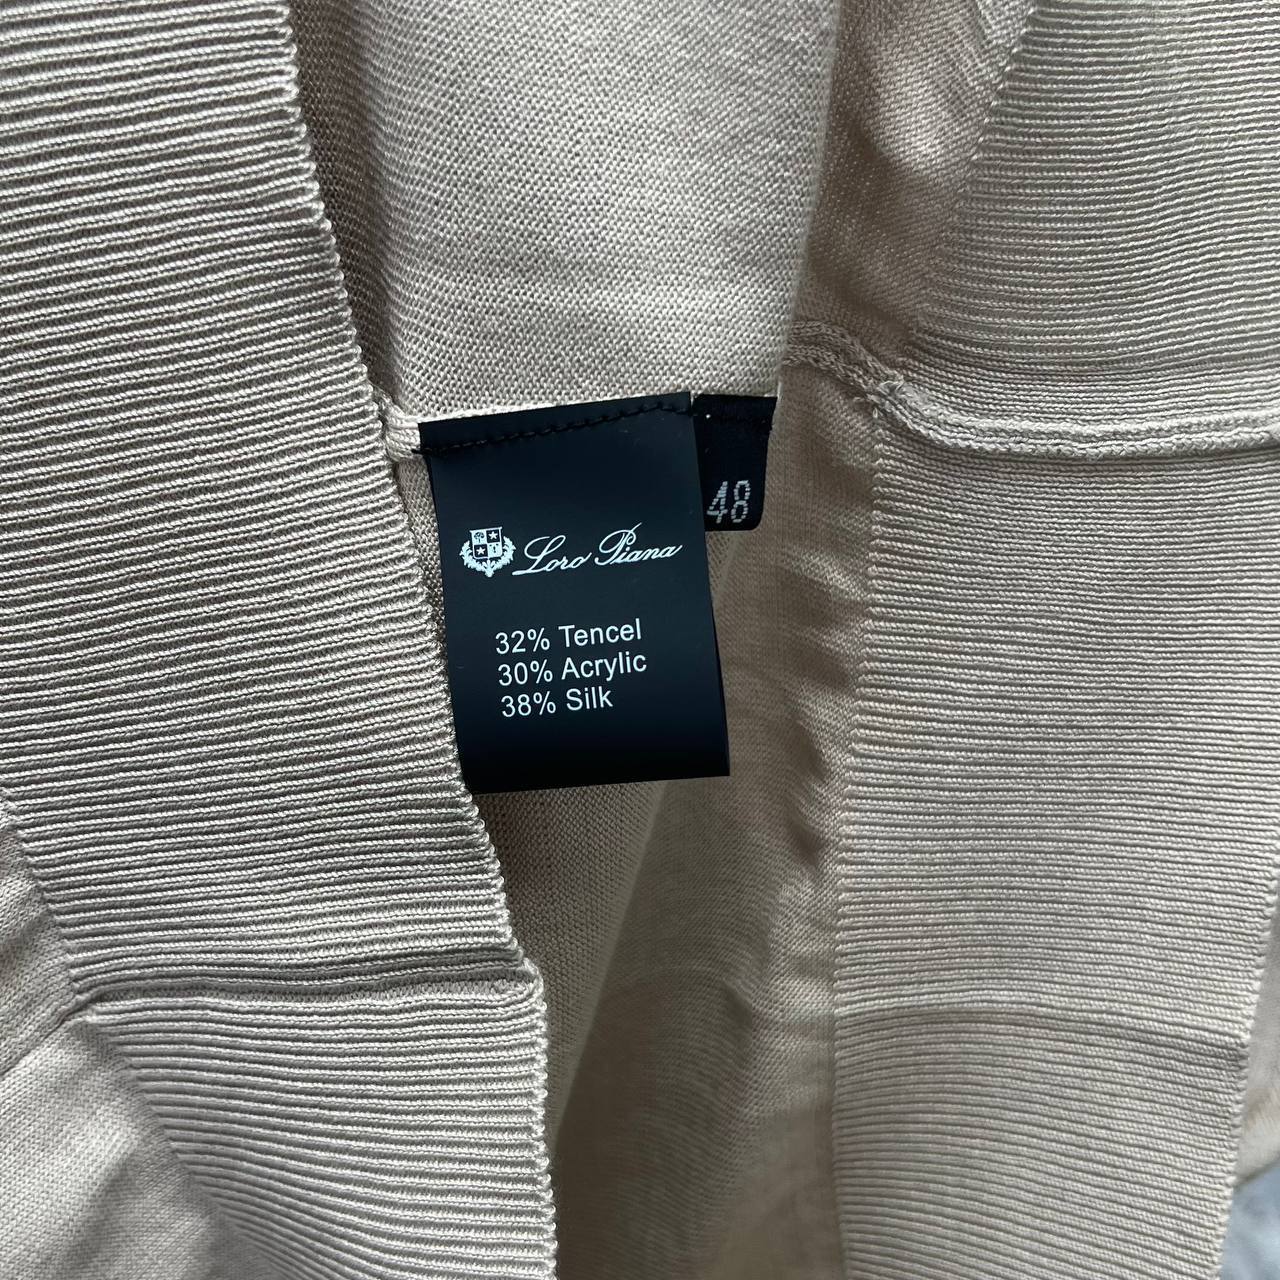 48
Loro Piana
32% Tencel
30% Acrylic
38% Silk